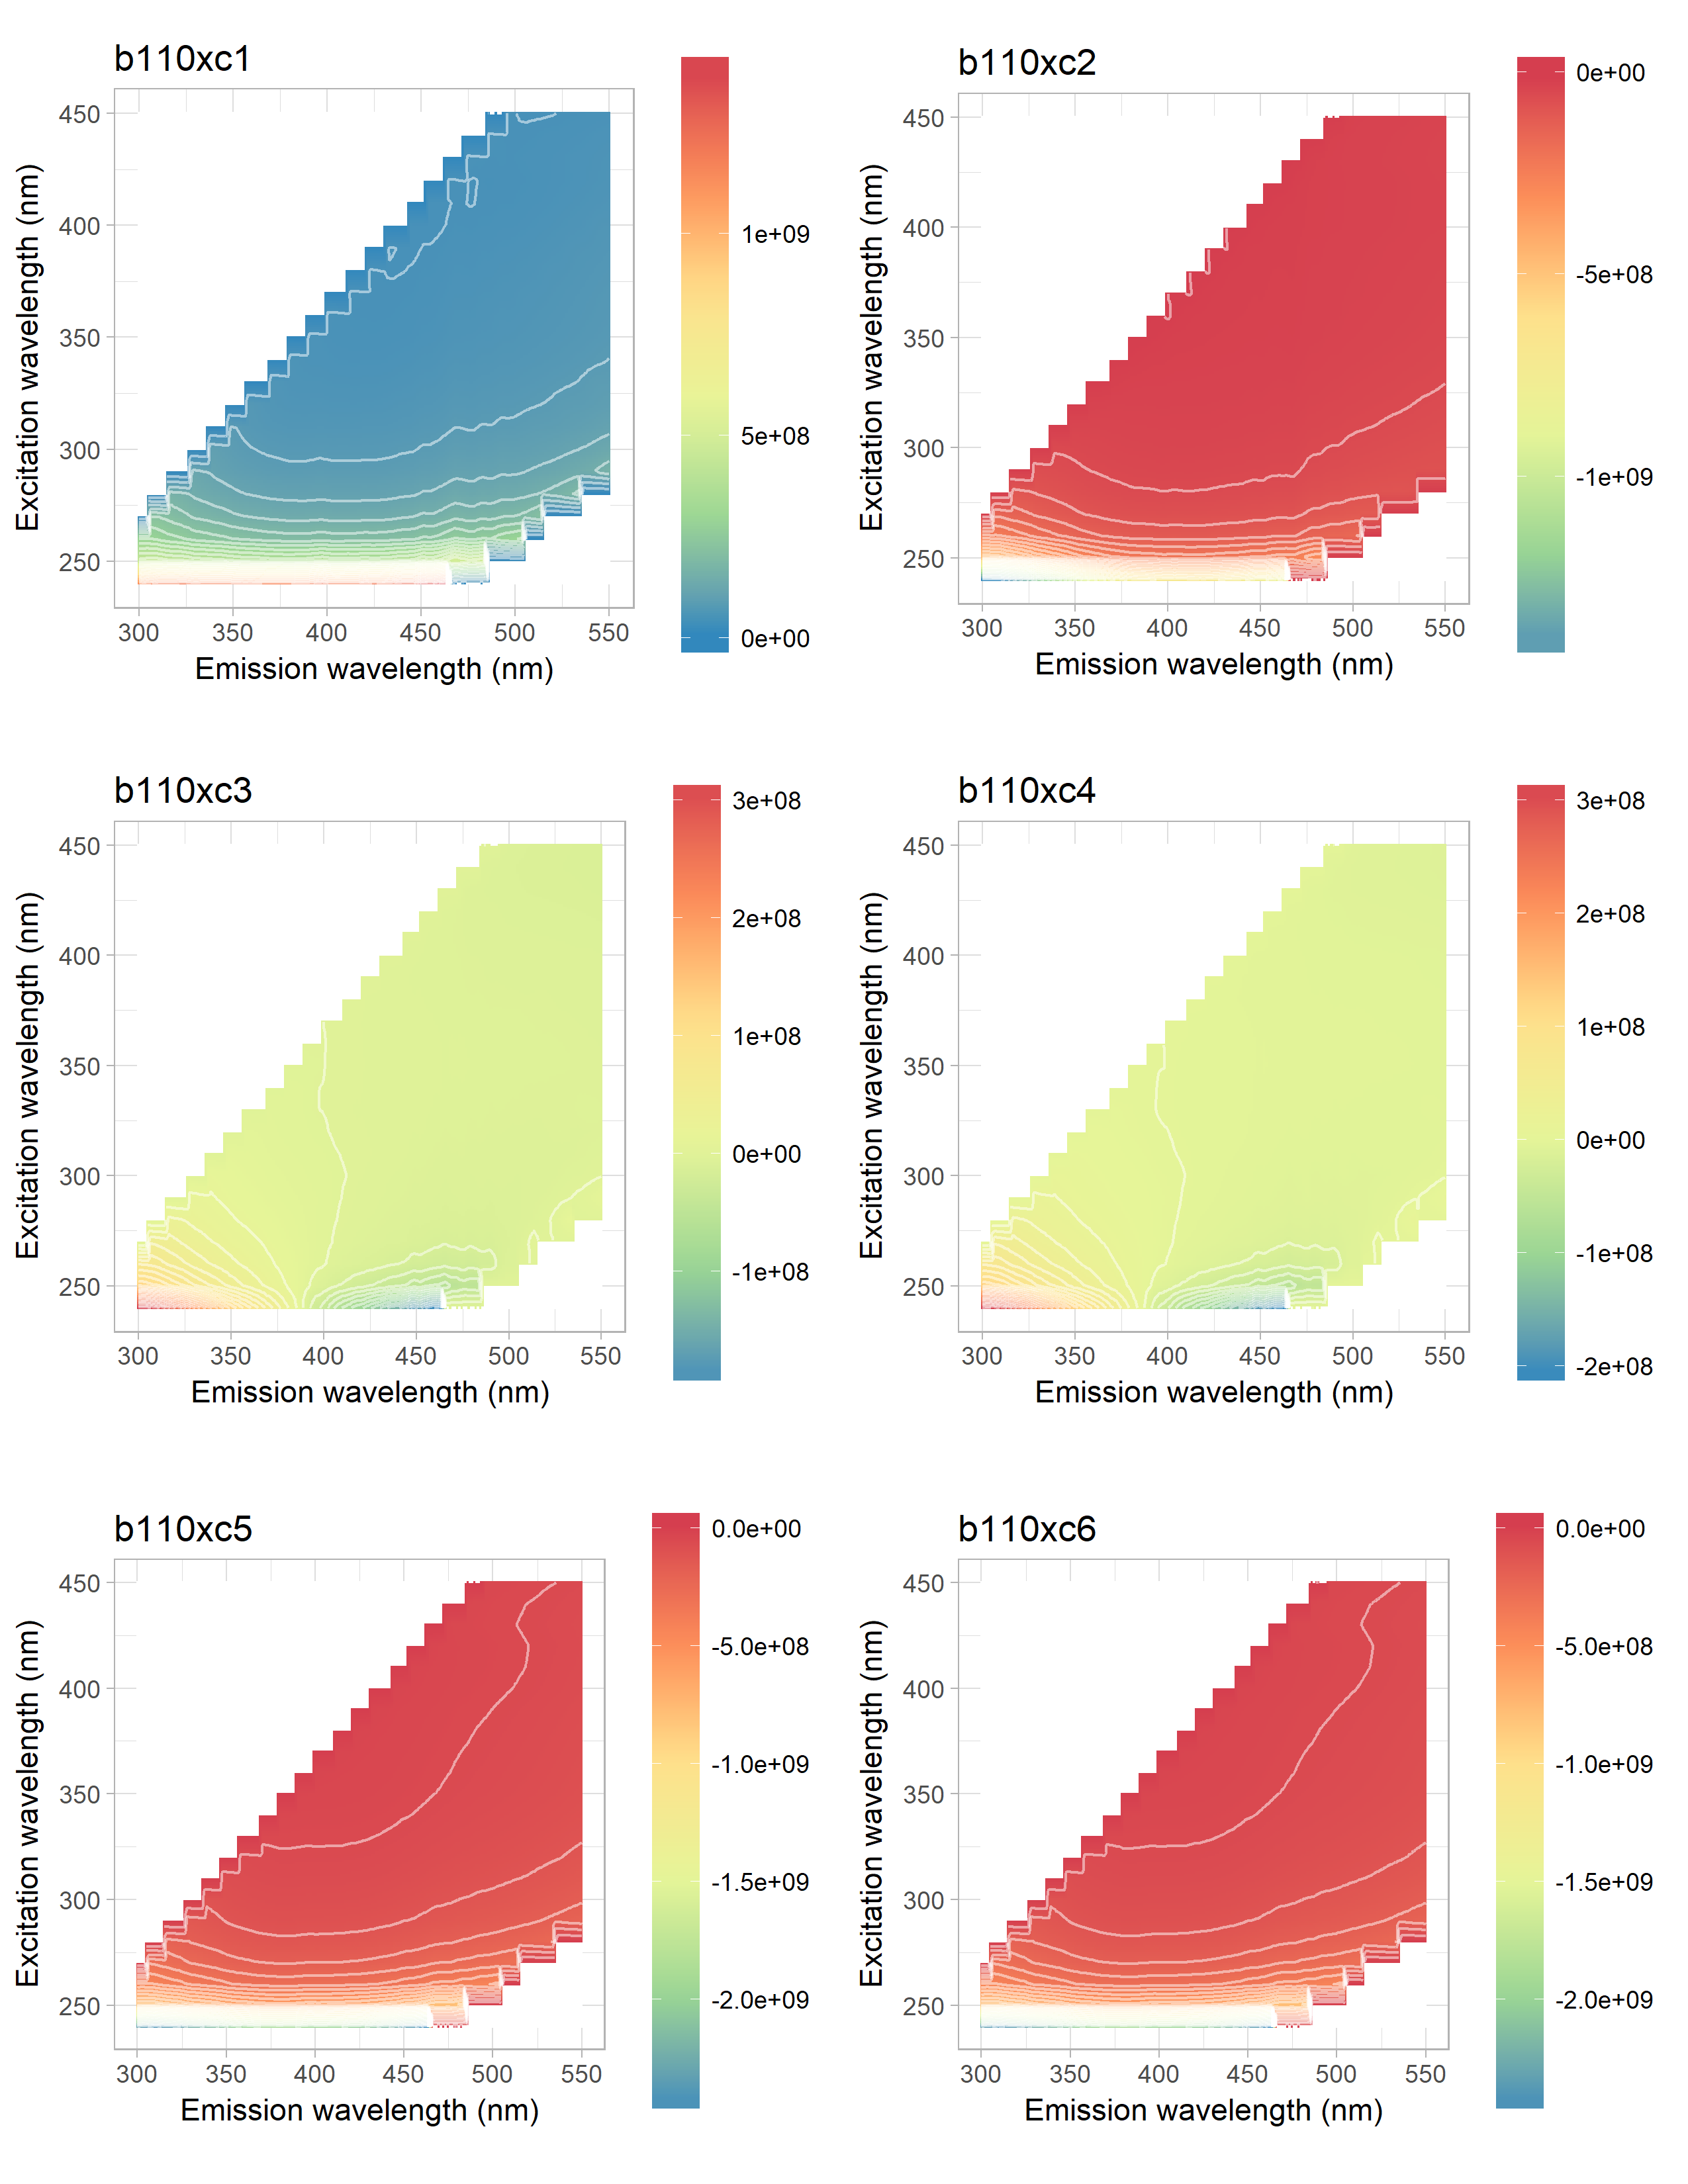 b110xc1
450
400
350
300
250
300 350 400 450 500 550
Emission wavelength (nm)
Excitation wavelength (nm)
1e+09
5e+08
0e+00
b110xc2
450
400
350
300
250
300 350 400 450 500 550
Emission wavelength (nm)
Excitation wavelength (nm)
0e+00
-5e+08
-1e+09
b110xc3
450
400
350
300
250
300 350 400 450 500 550
Emission wavelength (nm)
Excitation wavelength (nm)
3e+08
2e+08
1e+08
0e+00
-1e+08
b110xc4
450
400
350
300
250
300 350 400 450 500 550
Emission wavelength (nm)
Excitation wavelength (nm)
3e+08
2e+08
1e+08
0e+00
-1e+08
-2e+08
b110xc5
450
400
350
300
250
300 350 400 450 500 550
Emission wavelength (nm)
Excitation wavelength (nm)
0.0e+00
-5.0e+08
-1.0e+09
-1.5e+09
-2.0e+09
b110xc6
450
400
350
300
250
300 350 400 450 500 550
Emission wavelength (nm)
Excitation wavelength (nm)
0.0e+00
-5.0e+08
-1.0e+09
-1.5e+09
-2.0e+09